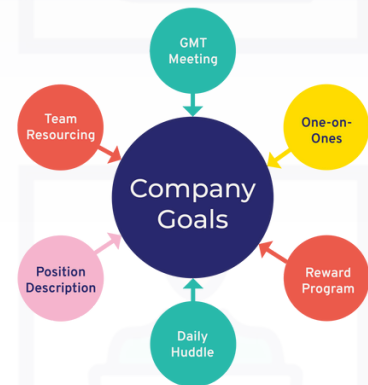 GMT
Meeting
Team
Resourcing
One-on-
Ones
Company
Goals
Position
Description
Reward
Program
Daily
Huddle